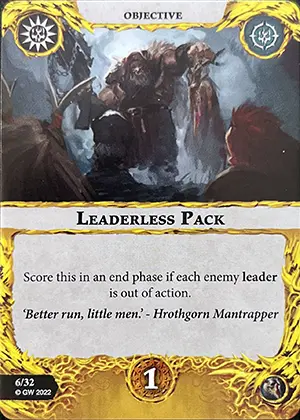 OBJECTIVE
LEADERLESS PACK
Score this in an end phase if each enemy leader
is out of action.
‘Better run, little men.’ - Hrothgorn Mantrapper
6/32
© GW 2022
1